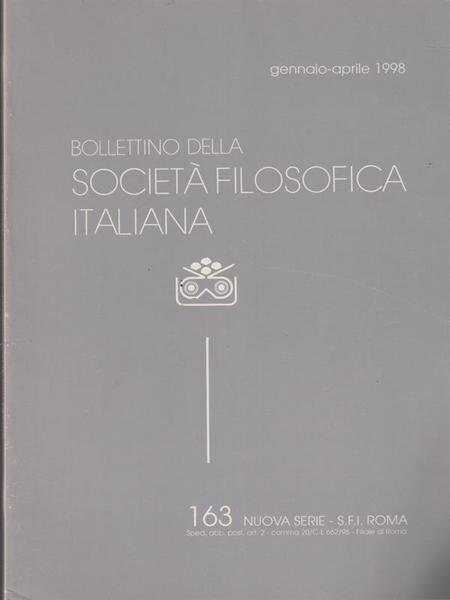 gennaio-aprile 1998
BOLLETTINO DELLA
SOCIETÀ FILOSOFICA
ITALIANA
163 NUOVA SERIE - S.F.I. ROMA
Sped. abb. post. art. 2 - comma 20/C-L 662/96 - Filiale di Roma